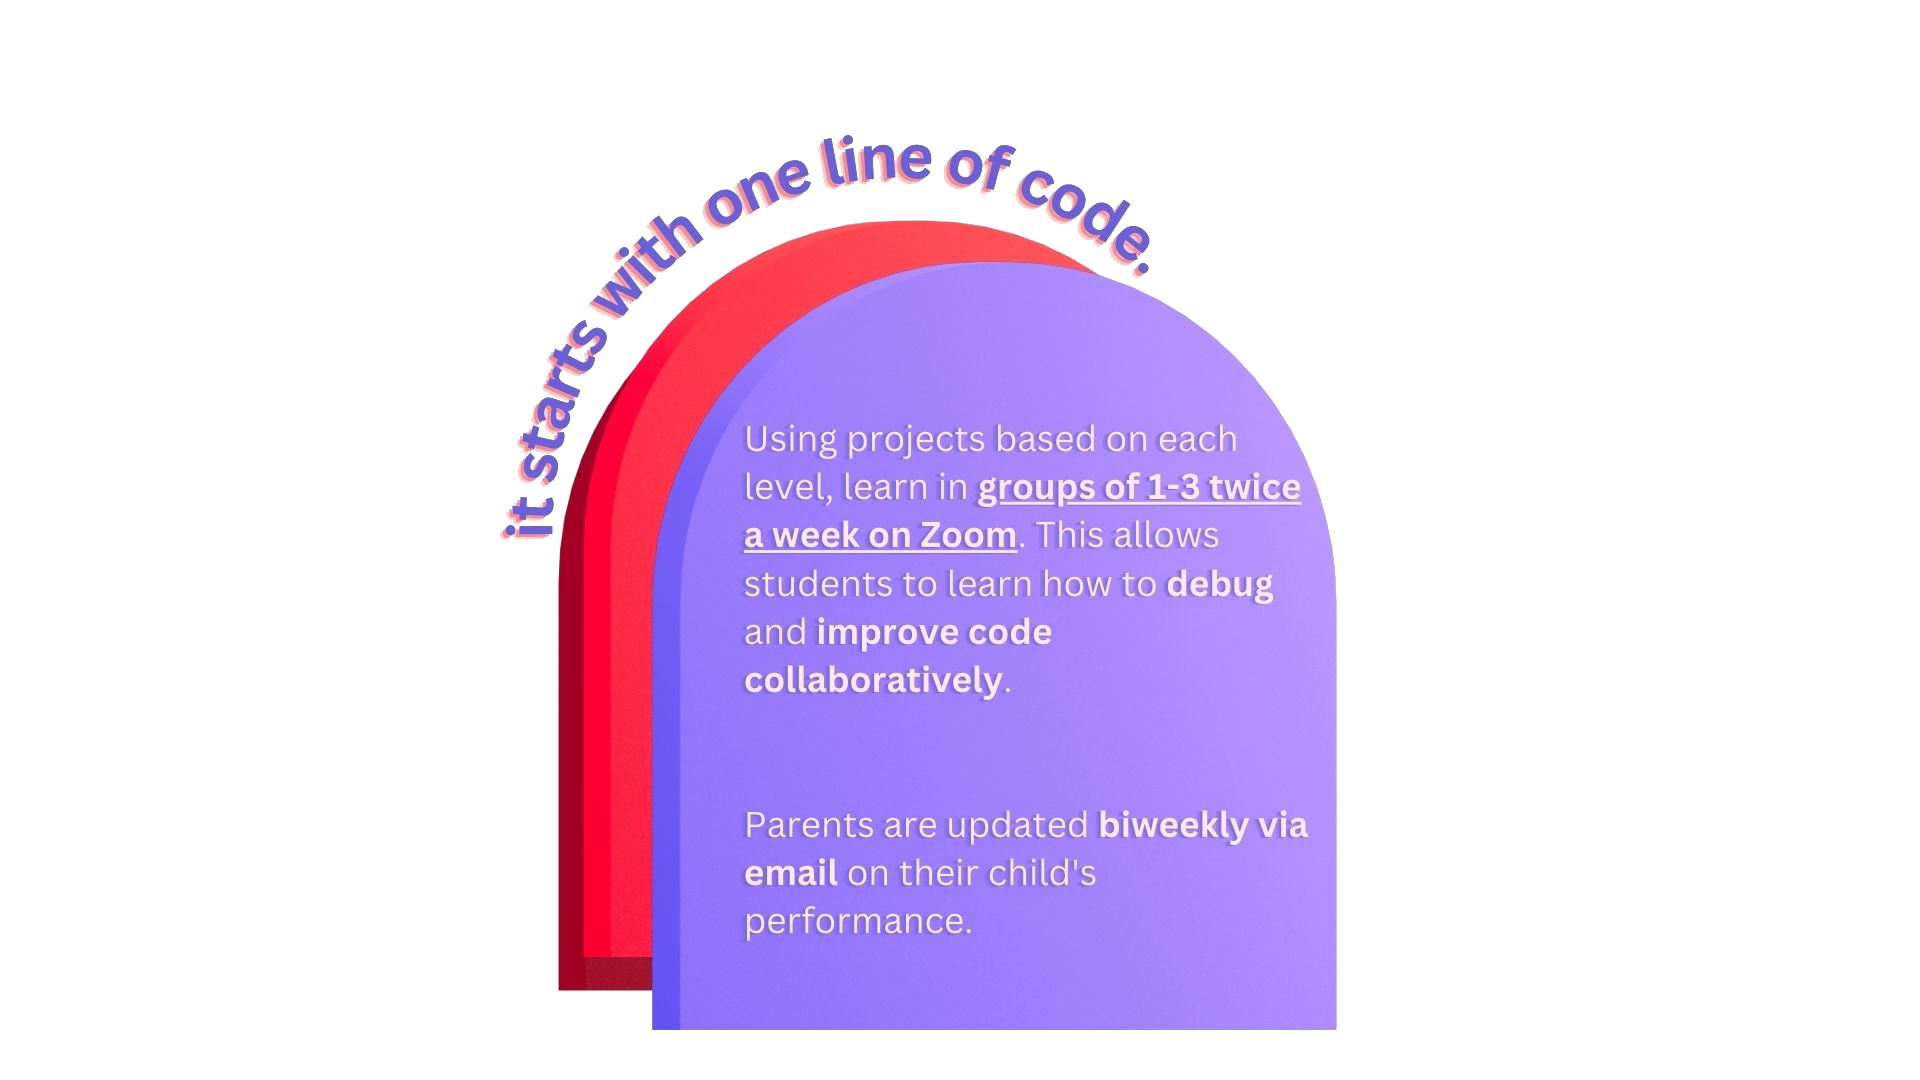 it starts with one line of code.
Using projects based on each
level, learn in groups of 1-3 twice
a week on Zoom. This allows
students to learn how to debug
and improve code
collaboratively.
Parents are updated biweekly via
email on their child's
performance.